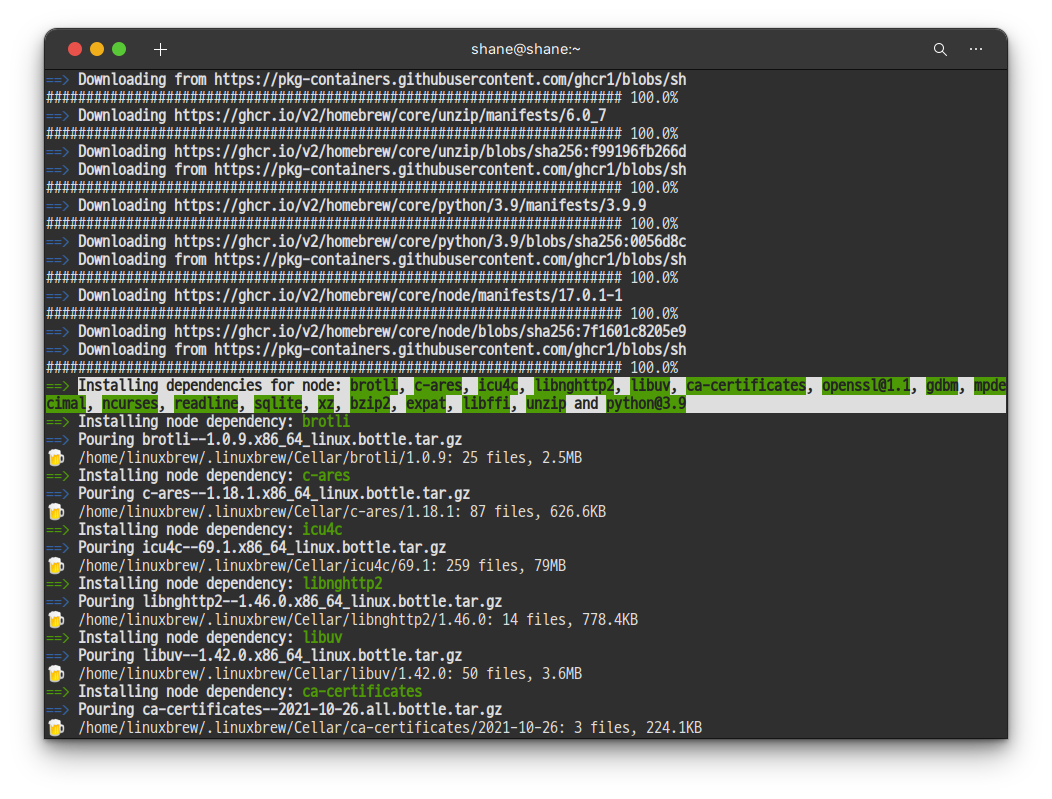 shane@shane:~
==> Downloading from https://pkg-containers.githubusercontent.com/ghcr1/blobs/sh
######################################################################## 100.0%
==> Downloading https://ghcr.io/v2/homebrew/core/unzip/manifests/6.0_7
######################################################################## 100.0%
==> Downloading https://ghcr.io/v2/homebrew/core/unzip/blobs/sha256:f99196fb266d
==> Downloading from https://pkg-containers.githubusercontent.com/ghcr1/blobs/sh
######################################################################## 100.0%
==> Downloading https://ghcr.io/v2/homebrew/core/python/3.9/manifests/3.9.9
######################################################################## 100.0%
==> Downloading https://ghcr.io/v2/homebrew/core/python/3.9/blobs/sha256:0056d8c
==> Downloading from https://pkg-containers.githubusercontent.com/ghcr1/blobs/sh
######################################################################## 100.0%
==> Downloading https://ghcr.io/v2/homebrew/core/node/manifests/17.0.1-1
######################################################################## 100.0%
==> Downloading https://ghcr.io/v2/homebrew/core/node/blobs/sha256:7f1601c8205e9
==> Downloading from https://pkg-containers.githubusercontent.com/ghcr1/blobs/sh
######################################################################## 100.0%
==> Installing dependencies for node: brotli, c-ares, icu4c, libnghttp2, libuv, ca-certificates, openssl@1.1, gdbm, mpde
cimal, ncurses, readline, sqlite, xz, bzip2, expat, libffi, unzip and python@3.9
==> Installing node dependency: brotli
==> Pouring brotli--1.0.9.x86_64_linux.bottle.tar.gz
🍺 /home/linuxbrew/.linuxbrew/Cellar/brotli/1.0.9: 25 files, 2.5MB
==> Installing node dependency: c-ares
==> Pouring c-ares--1.18.1.x86_64_linux.bottle.tar.gz
🍺 /home/linuxbrew/.linuxbrew/Cellar/c-ares/1.18.1: 87 files, 626.6KB
==> Installing node dependency: icu4c
==> Pouring icu4c--69.1.x86_64_linux.bottle.tar.gz
🍺 /home/linuxbrew/.linuxbrew/Cellar/icu4c/69.1: 259 files, 79MB
==> Installing node dependency: libnghttp2
==> Pouring libnghttp2--1.46.0.x86_64_linux.bottle.tar.gz
🍺 /home/linuxbrew/.linuxbrew/Cellar/libnghttp2/1.46.0: 14 files, 778.4KB
==> Installing node dependency: libuv
==> Pouring libuv--1.42.0.x86_64_linux.bottle.tar.gz
🍺 /home/linuxbrew/.linuxbrew/Cellar/libuv/1.42.0: 50 files, 3.6MB
==> Installing node dependency: ca-certificates
==> Pouring ca-certificates--2021-10-26.all.bottle.tar.gz
🍺 /home/linuxbrew/.linuxbrew/Cellar/ca-certificates/2021-10-26: 3 files, 224.1KB